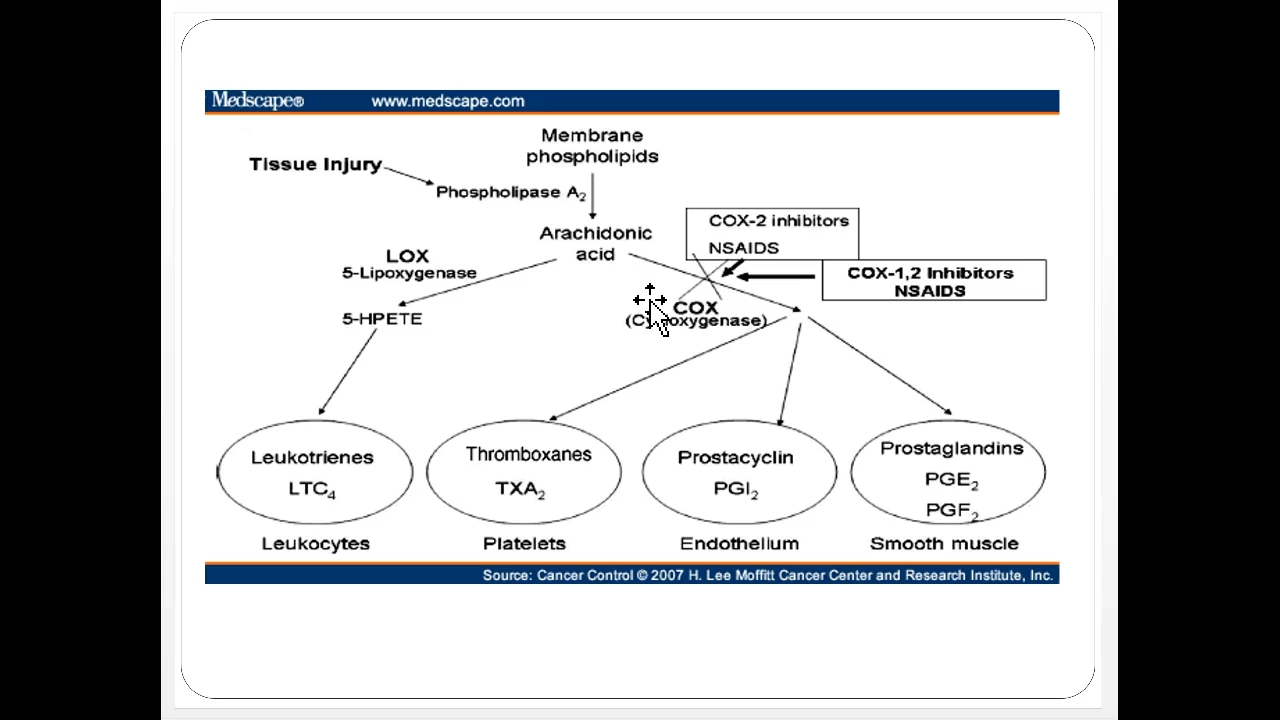 Medscape® www.medscape.com
Membrane
phospholipids
Tissue Injury
Phospholipase A₂
Arachidonic
acid
COX-2 inhibitors
NSAIDS
COX-1,2 Inhibitors
NSAIDS
LOX
5-Lipoxygenase
COX
5-HPETE
Leukotrienes
LTC₄
Leukocytes
Thromboxanes
TXA₂
Platelets
Prostacyclin
PGI₂
Endothelium
Prostaglandins
PGE₂
PGF₂
Smooth muscle
Source: Cancer Control © 2007 H. Lee Moffitt Cancer Center and Research Institute, Inc.